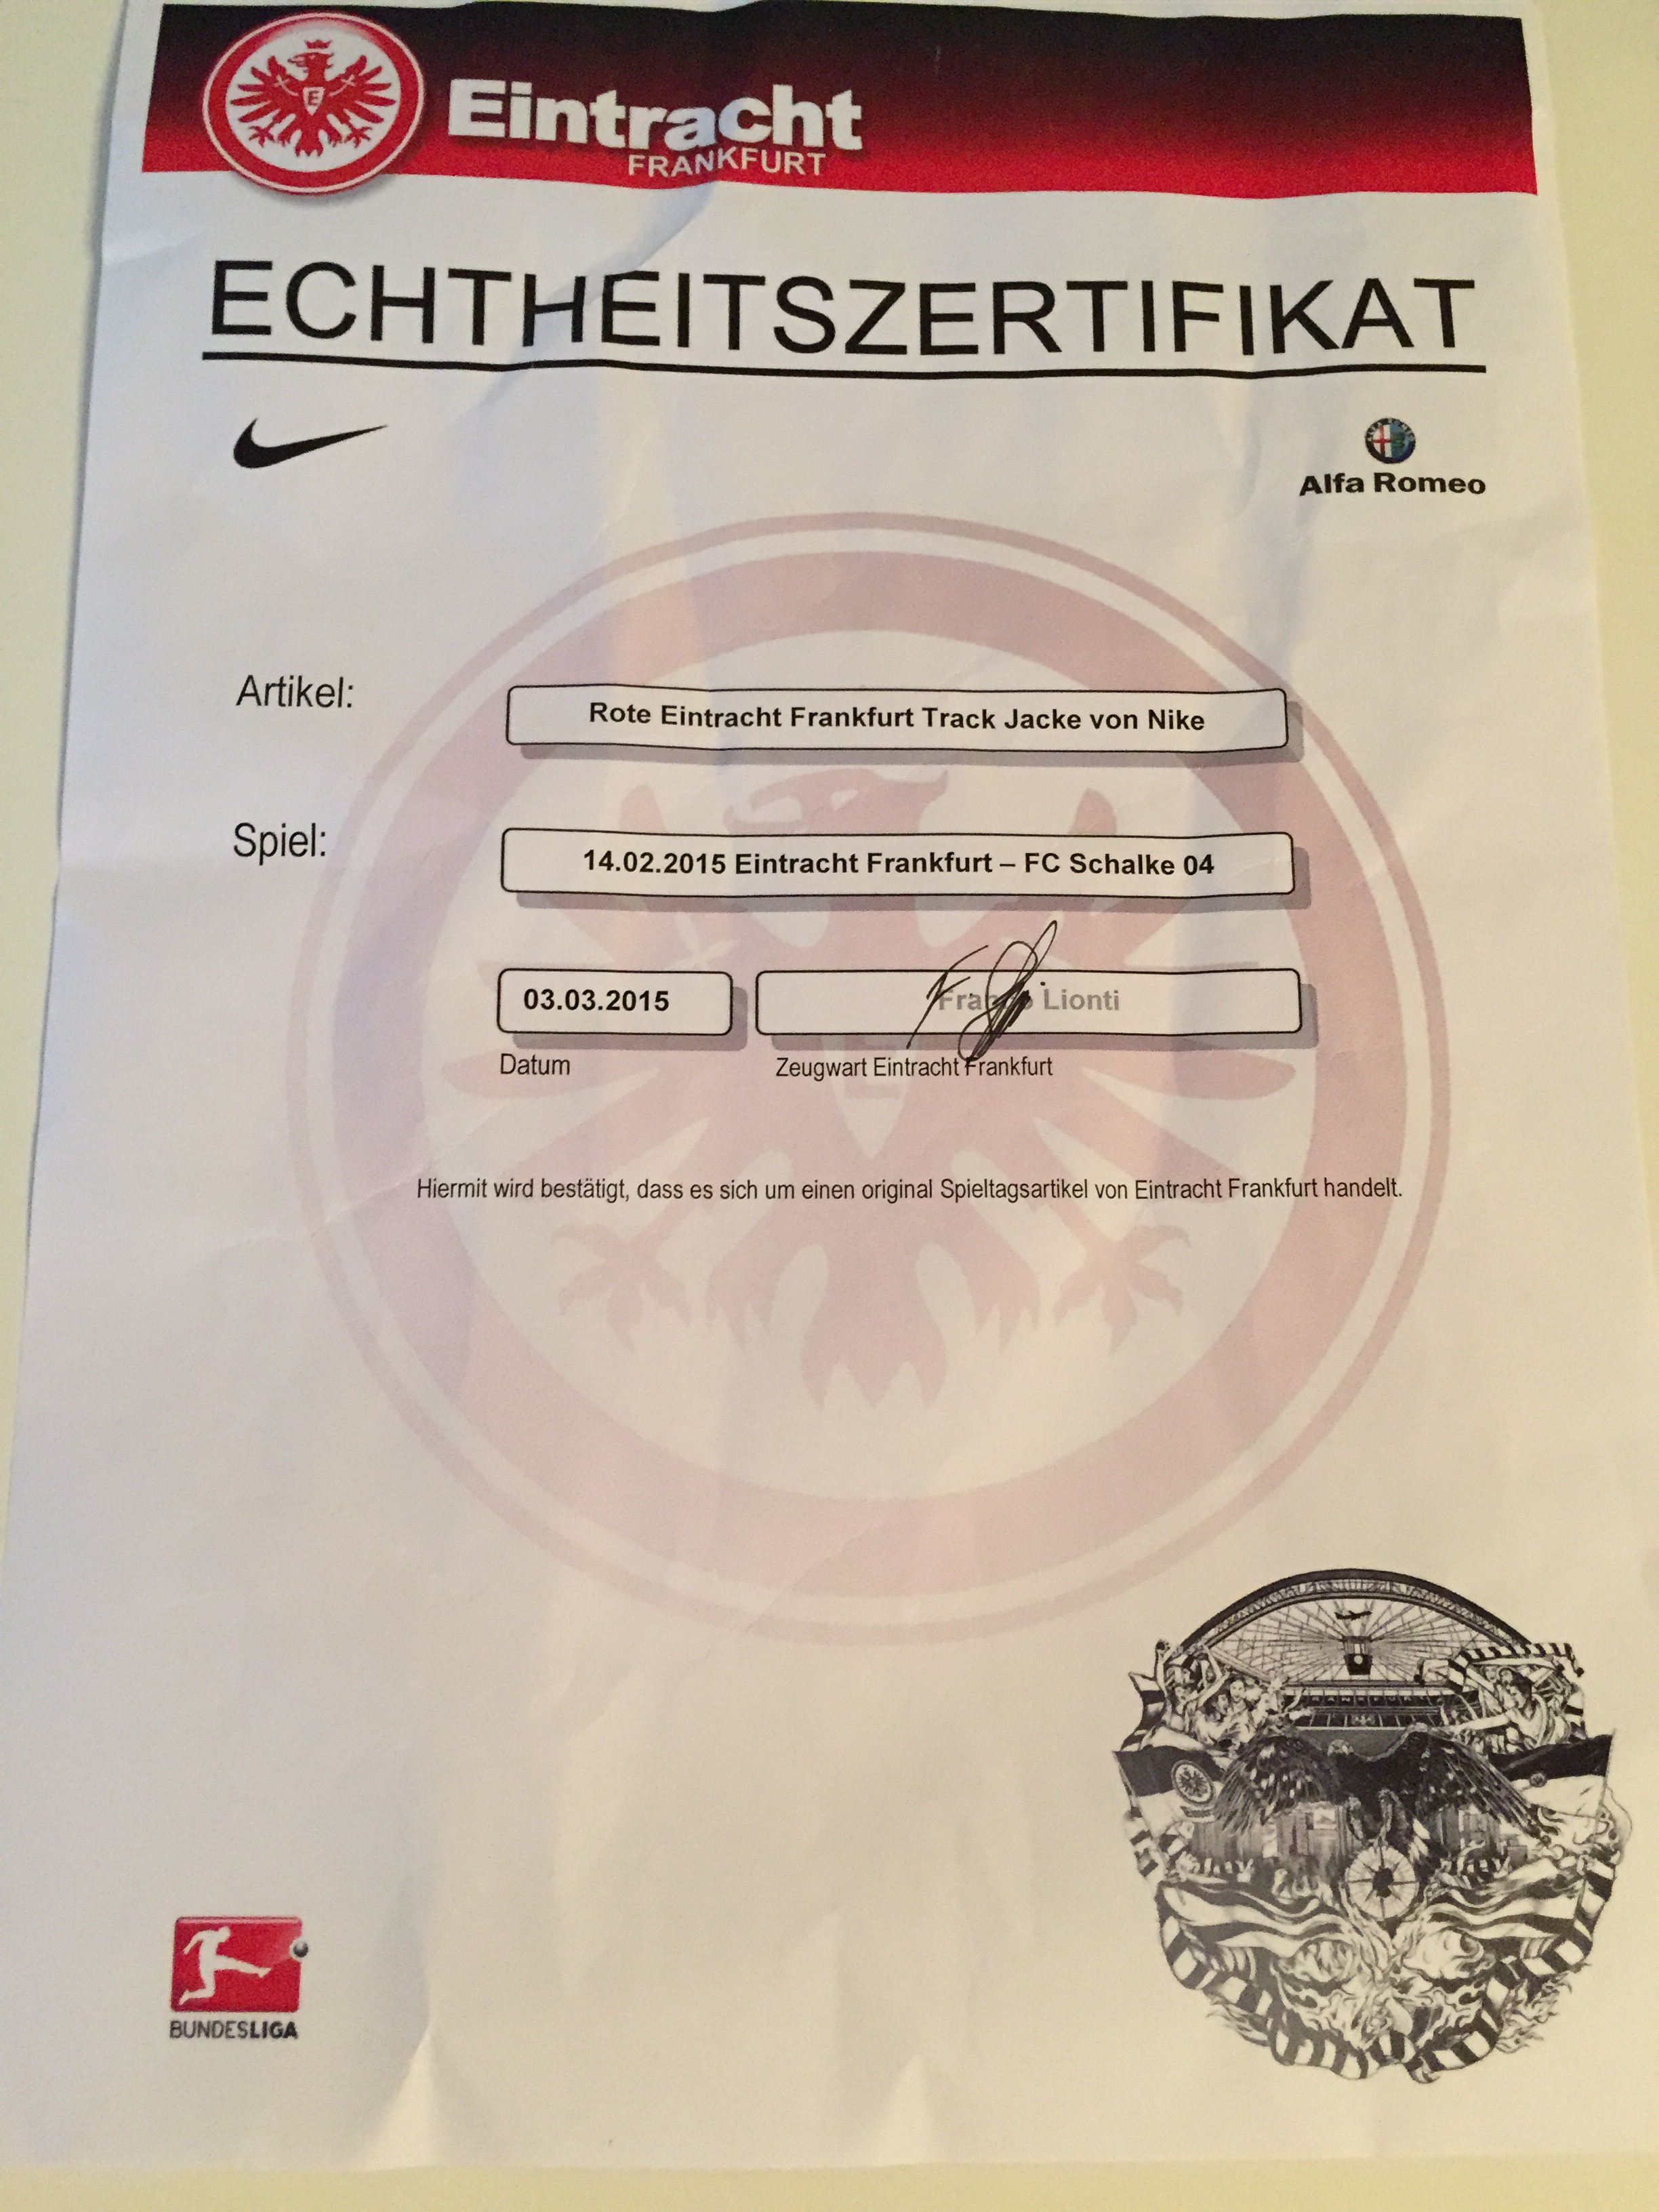 Eintracht
FRANKFURT
ECHTHEITSZERTIFIKAT
Alfa Romeo
Artikel:
Rote Eintracht Frankfurt Track Jacke von Nike
Spiel:
14.02.2015 Eintracht Frankfurt – FC Schalke 04
03.03.2015
Lionti
Datum
Zeugwart Eintracht Frankfurt
Hiermit wird bestätigt, dass es sich um einen original Spieltagsartikel von Eintracht Frankfurt handelt.
BUNDESLIGA